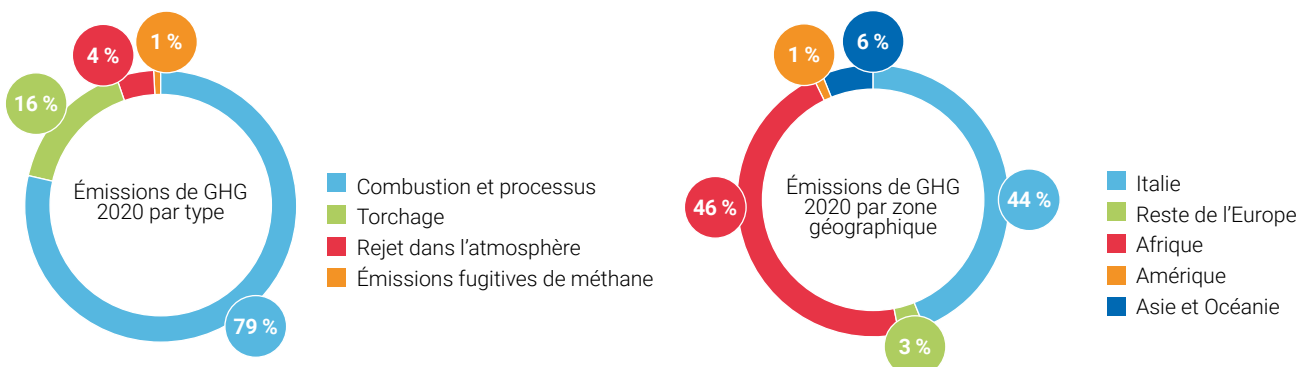 1 %
4 %
16 %
79 %
Émissions de GHG
2020 par type
Combustion et processus
Torchage
Rejet dans l’atmosphère
Émissions fugitives de méthane
6 %
1 %
46 %
44 %
3 %
Émissions de GHG
2020 par zone
géographique
Italie
Reste de l’Europe
Afrique
Amérique
Asie et Océanie